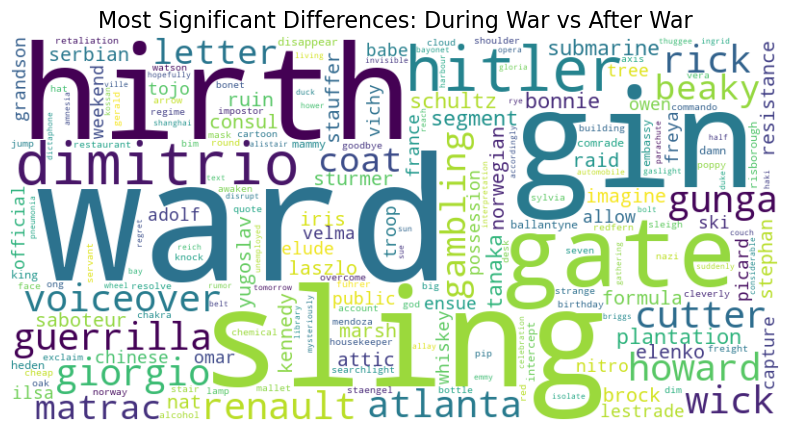 Most Significant Differences: During War vs After War
retaliation
grandson
serbian
letter
disappear
babe
cloud
shoulder
opera
submarine
axis
thuggee
ingrid
hirth
hitler
rick
tree
vera
hat
watson
hopefully
living
weekend
amnesia
arrow
gerald
tojo
regime
impostor
bonet
duck
hower
ruin
consul
shanghai
mask
cartoon
stauffer
invisible
vichy
harbour
gloria
schultz
rye
bayonet
commando
bonnie
owen
beaky
resistance
jump
dictaphone
restaurant
round
alistair
bim
mammy
goodbye
france
reach
segment
accordingly
building
half
damn
dimitrio
coat
text
sturmer
gambling
norwegian
gin
raid
comrade
embassy
parachute
gaslight
freya
poppy
risborough
duke
haki
official
pneumonia
adolf
awaken
disrupt
quote
iris
velma
troop
sun
sue
interpretation
possession
sylvia
imagine
automobile
allow
gunga
ski
bolt
sleigh
couch
king
ong
regret
reich
knock
yugoslav
unemployed
elude
laszlo
ward
tanaka
desk
ballantyne
redfern
seven
gathering
nazi
suddenly
picard
considerable
stephan
face
servant
bay
wheel
resolve
rumor
tomorrow
fuhrer
overcome
god
big
gate
strange
birthday
cleverly
voiceover
belt
public
account
ensue
formula
briggs
cutter
saboteur
chakra
chemical
library
mysteriously
mendoza
housekeeper
marsh
whiskey
intercept
celebration
plantation
guerrilla
exclaim
chinese
omar
kennedy
attic
allay
pip
nitro
elenko
freight
capture
heden
cheap
giorgio
sling
searchlight
howard
ilsa
oak
norway
stair
lamp
mallet
staengel
bottle
emmy
red
isolate
brock
dim
matrac
nat
alcohol
renault
atlanta
lestrade
wick